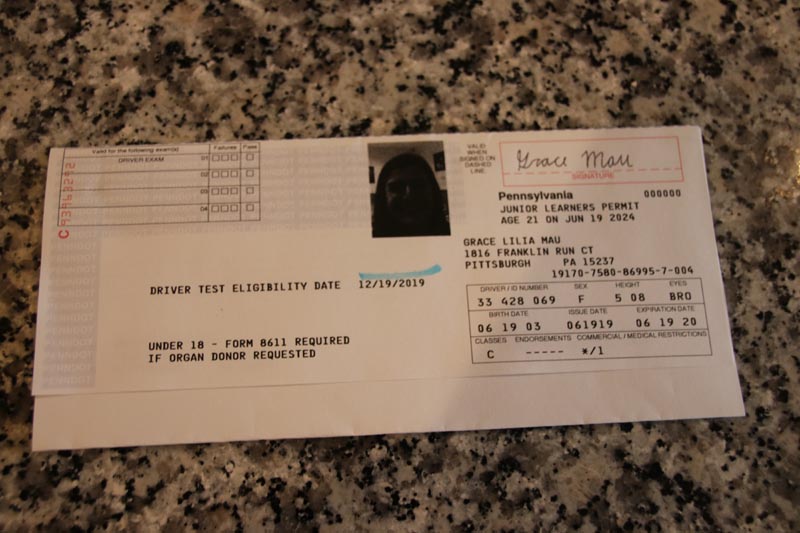 Valid for the following exam(s) Failures Pass
DRIVER EXAM 01
02
03
04
PENNDOT
VALID
WHEN
SIGNED ON
DASHED
LINE.
Grace Mau
SIGNATURE
Pennsylvania 000000
JUNIOR LEARNERS PERMIT
AGE 21 ON JUN 19 2024
GRACE LILIA MAU
1816 FRANKLIN RUN CT
PITTSBURGH PA 15237
19170-7580-86995-7-004
DRIVER TEST ELIGIBILITY DATE 12/19/2019
DRIVER / ID NUMBER SEX HEIGHT EYES
33 428 069 F 5 08 BRO
BIRTH DATE ISSUE DATE EXPIRATION DATE
06 19 03 061919 06 19 20
CLASSES ENDORSEMENTS COMMERCIAL / MEDICAL RESTRICTIONS
C ----- */1
UNDER 18 - FORM 8611 REQUIRED
IF ORGAN DONOR REQUESTED
PENNDOT
PENNDOT
PENNDOT